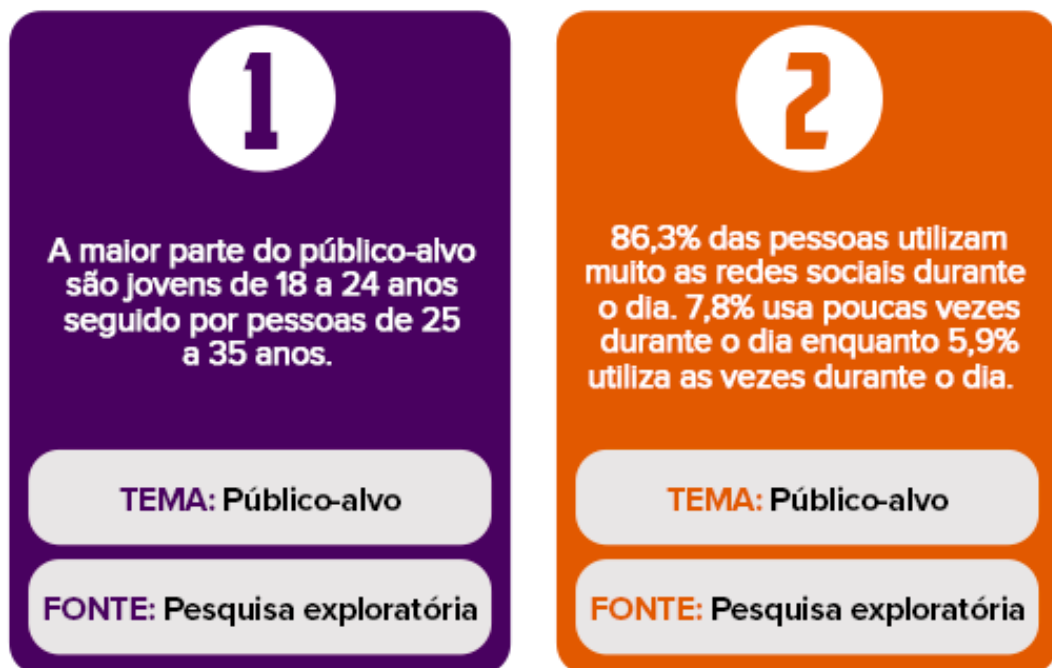 1
A maior parte do público-alvo
são jovens de 18 a 24 anos
seguido por pessoas de 25
a 35 anos.
TEMA: Público-alvo
FONTE: Pesquisa exploratória
2
86,3% das pessoas utilizam
muito as redes sociais durante
o dia. 7,8% usa poucas vezes
durante o dia enquanto 5,9%
utiliza as vezes durante o dia.
TEMA: Público-alvo
FONTE: Pesquisa exploratória